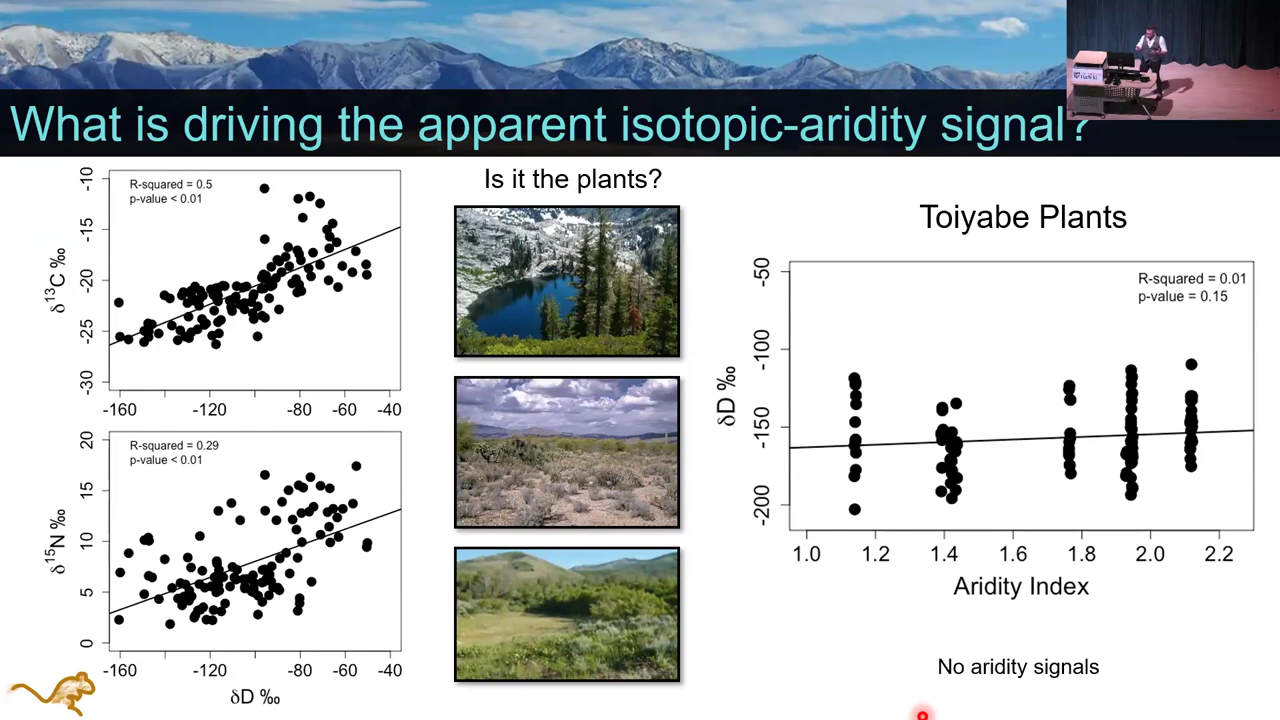 What is driving the apparent isotopic-aridity signal?
R-squared = 0.5
p-value < 0.01
δ13C ‰
-10
-15
-20
-25
-30
-160
-120
-80
-60
-40
R-squared = 0.29
p-value < 0.01
δ15N ‰
20
15
10
5
0
-160
-120
-80
-60
-40
δD ‰
Is it the plants?
Toiyabe Plants
R-squared = 0.01
p-value = 0.15
δD ‰
-50
-100
-150
-200
1.0
1.2
1.4
1.6
1.8
2.0
2.2
Aridity Index
No aridity signals